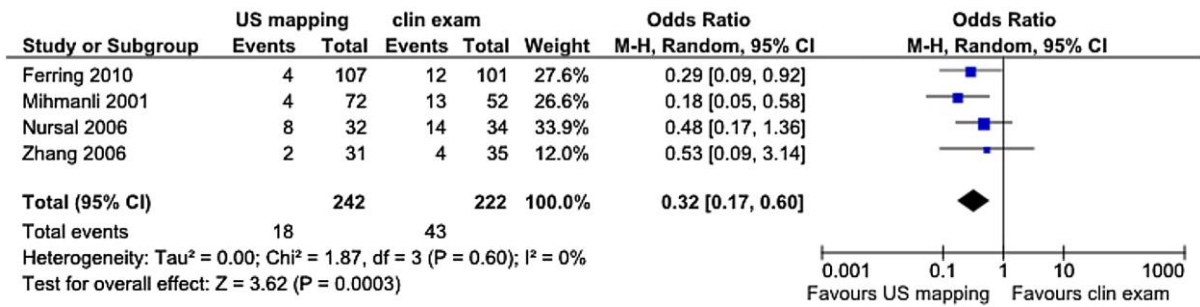 US mapping clin exam Odds Ratio Odds Ratio
Study or Subgroup Events Total Events Total Weight M-H, Random, 95% CI M-H, Random, 95% CI
Ferring 2010 4 107 12 101 27.6% 0.29 [0.09, 0.92]
Mihmanli 2001 4 72 13 52 26.6% 0.18 [0.05, 0.58]
Nursal 2006 8 32 14 34 33.9% 0.48 [0.17, 1.36]
Zhang 2006 2 31 4 35 12.0% 0.53 [0.09, 3.14]
Total (95% CI) 242 222 100.0% 0.32 [0.17, 0.60]
Total events 18 43
Heterogeneity: Tau² = 0.00; Chi² = 1.87, df = 3 (P = 0.60); I² = 0%
Test for overall effect: Z = 3.62 (P = 0.0003)
0.001 0.1 1 10 1000
Favours US mapping Favours clin exam